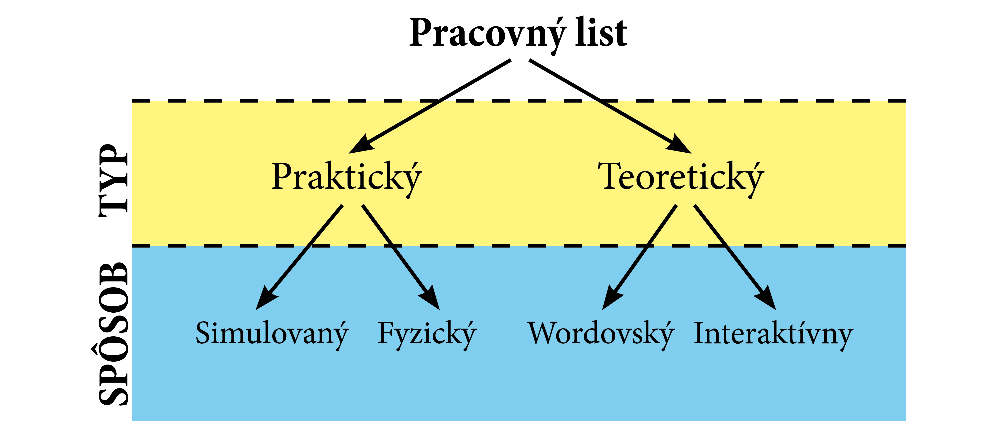 Pracovný list
TYP
Praktický
Teoretický
SPÔSOB
Simulovaný
Fyzický
Wordovský
Interaktívny